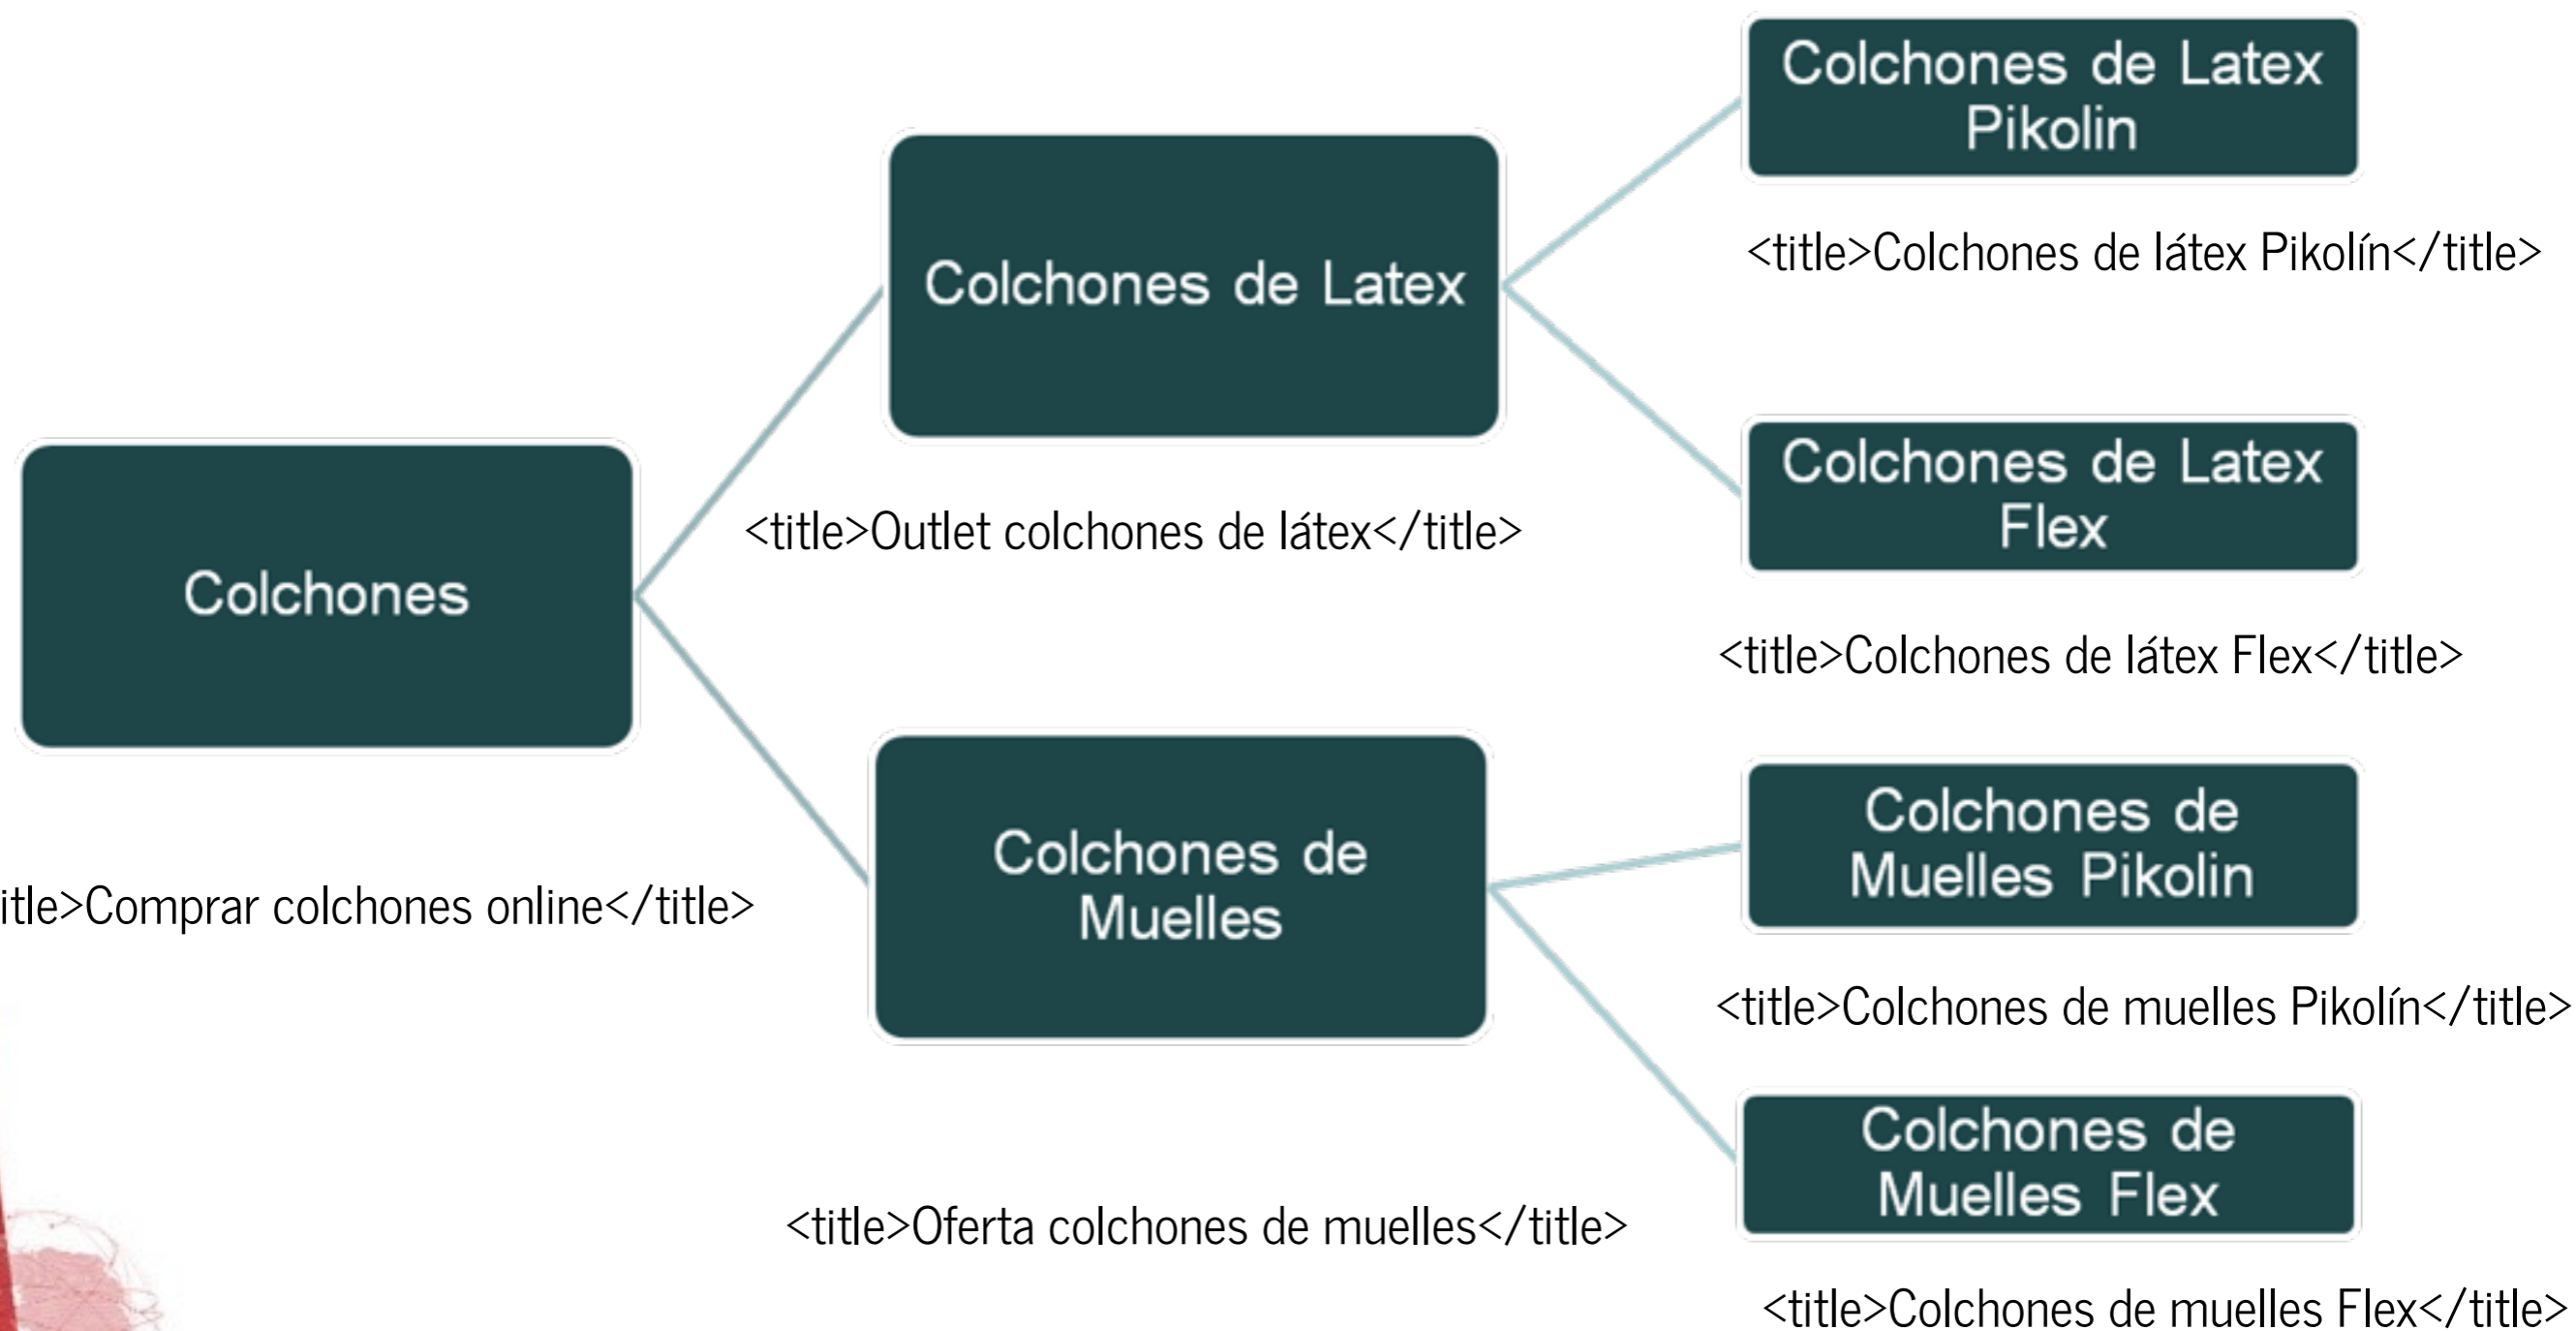 Colchones
itle>Comprar colchones online</title>
Colchones de Latex
<title>Outlet colchones de látex</title>
Colchones de
Muelles
<title>Oferta colchones de muelles</title>
Colchones de Latex
Pikolin
<title>Colchones de látex Pikolín</title>
Colchones de Latex
Flex
<title>Colchones de látex Flex</title>
Colchones de
Muelles Pikolin
<title>Colchones de muelles Pikolín</title>
Colchones de
Muelles Flex
<title>Colchones de muelles Flex</title>